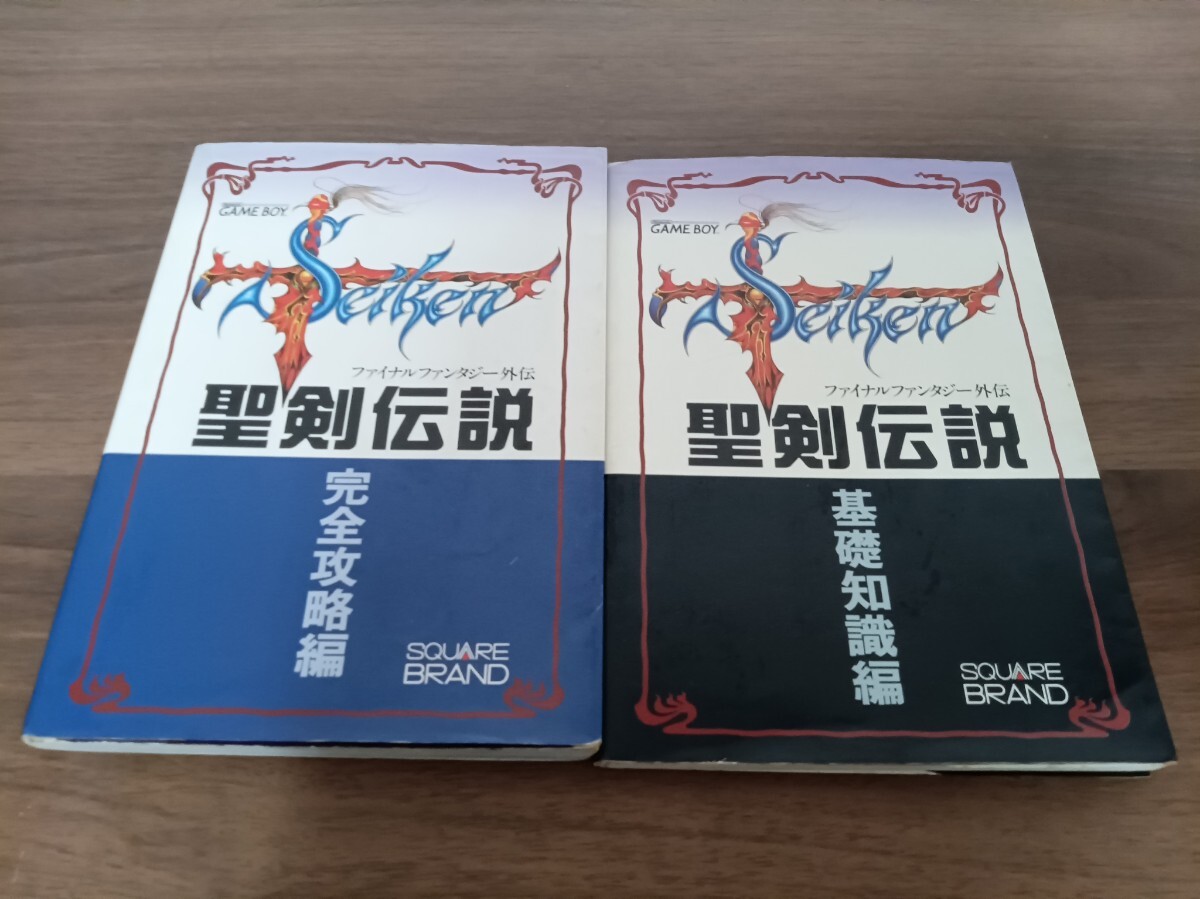 GAME BOY
Seiken
ファイナルファンタジー外伝
聖剣伝説
完全攻略編
SQUARE
BRAND
GAME BOY
Seiken
ファイナルファンタジー外伝
聖剣伝説
基礎知識編
SQUARE
BRAND